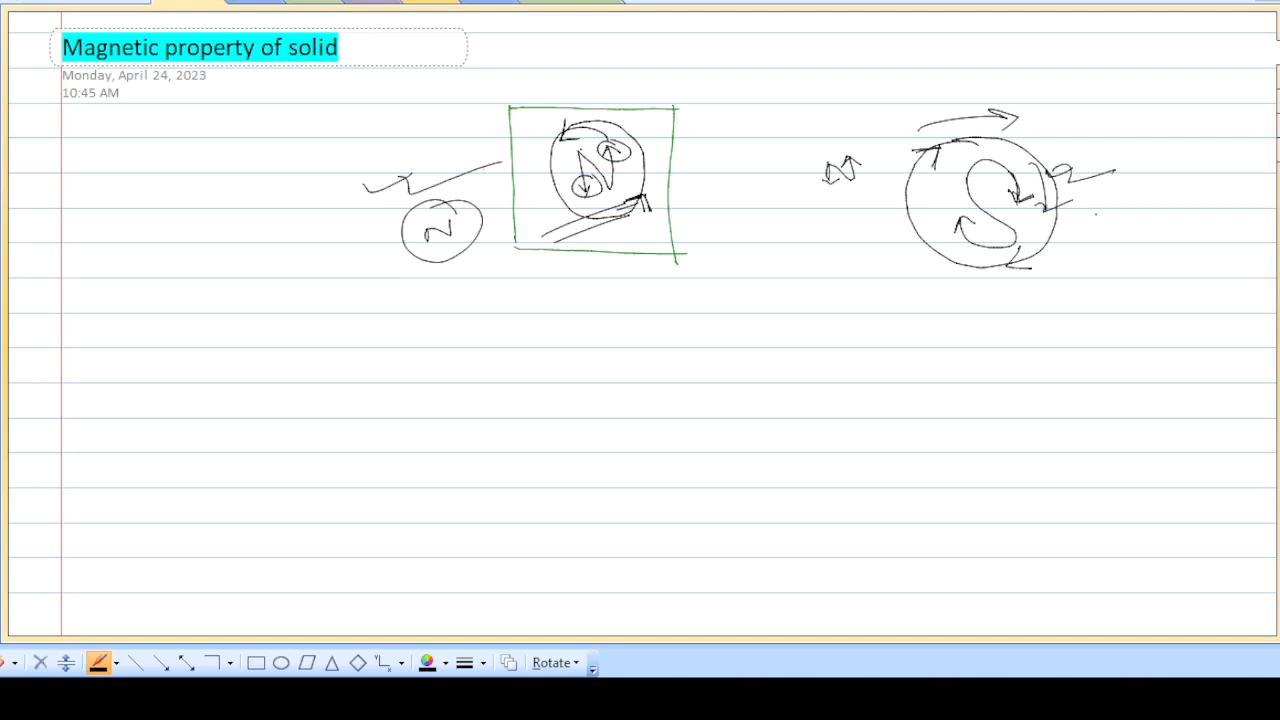 Magnetic property of solid
Monday, April 24, 2023
10:45 AM
N
N
S
Rotate